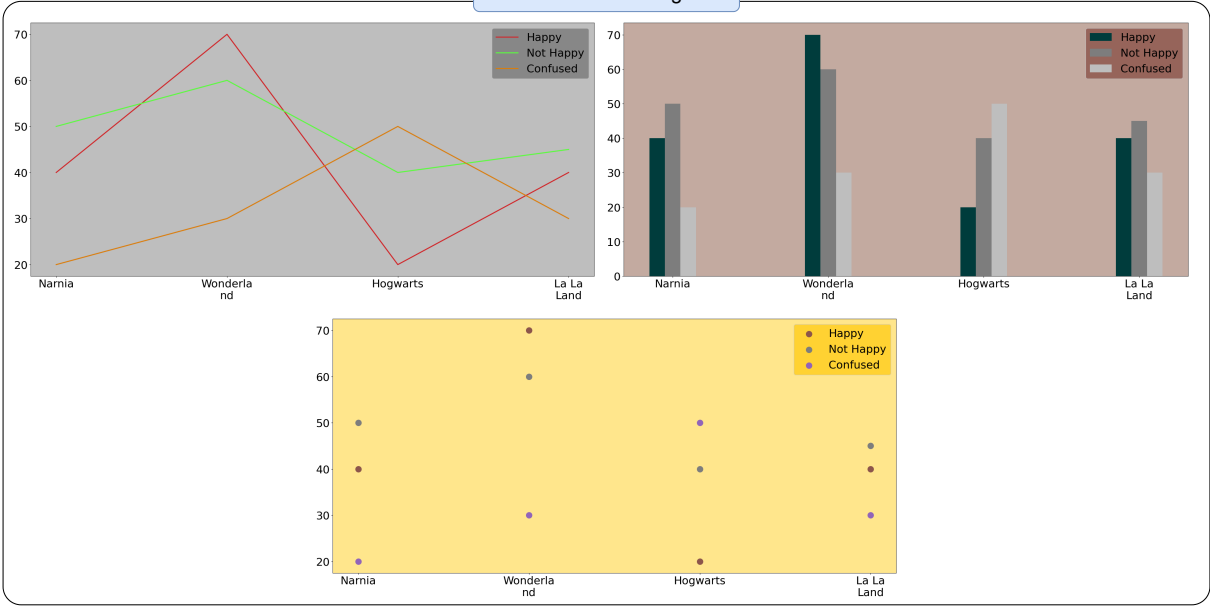 70
60
50
40
30
20
Happy
Not Happy
Confused
Narnia
Wonderla
nd
Hogwarts
La La
Land
70
60
50
40
30
20
10
0
Happy
Not Happy
Confused
Narnia
Wonderla
nd
Hogwarts
La La
Land
70
60
50
40
30
20
Happy
Not Happy
Confused
Narnia
Wonderla
nd
Hogwarts
La La
Land